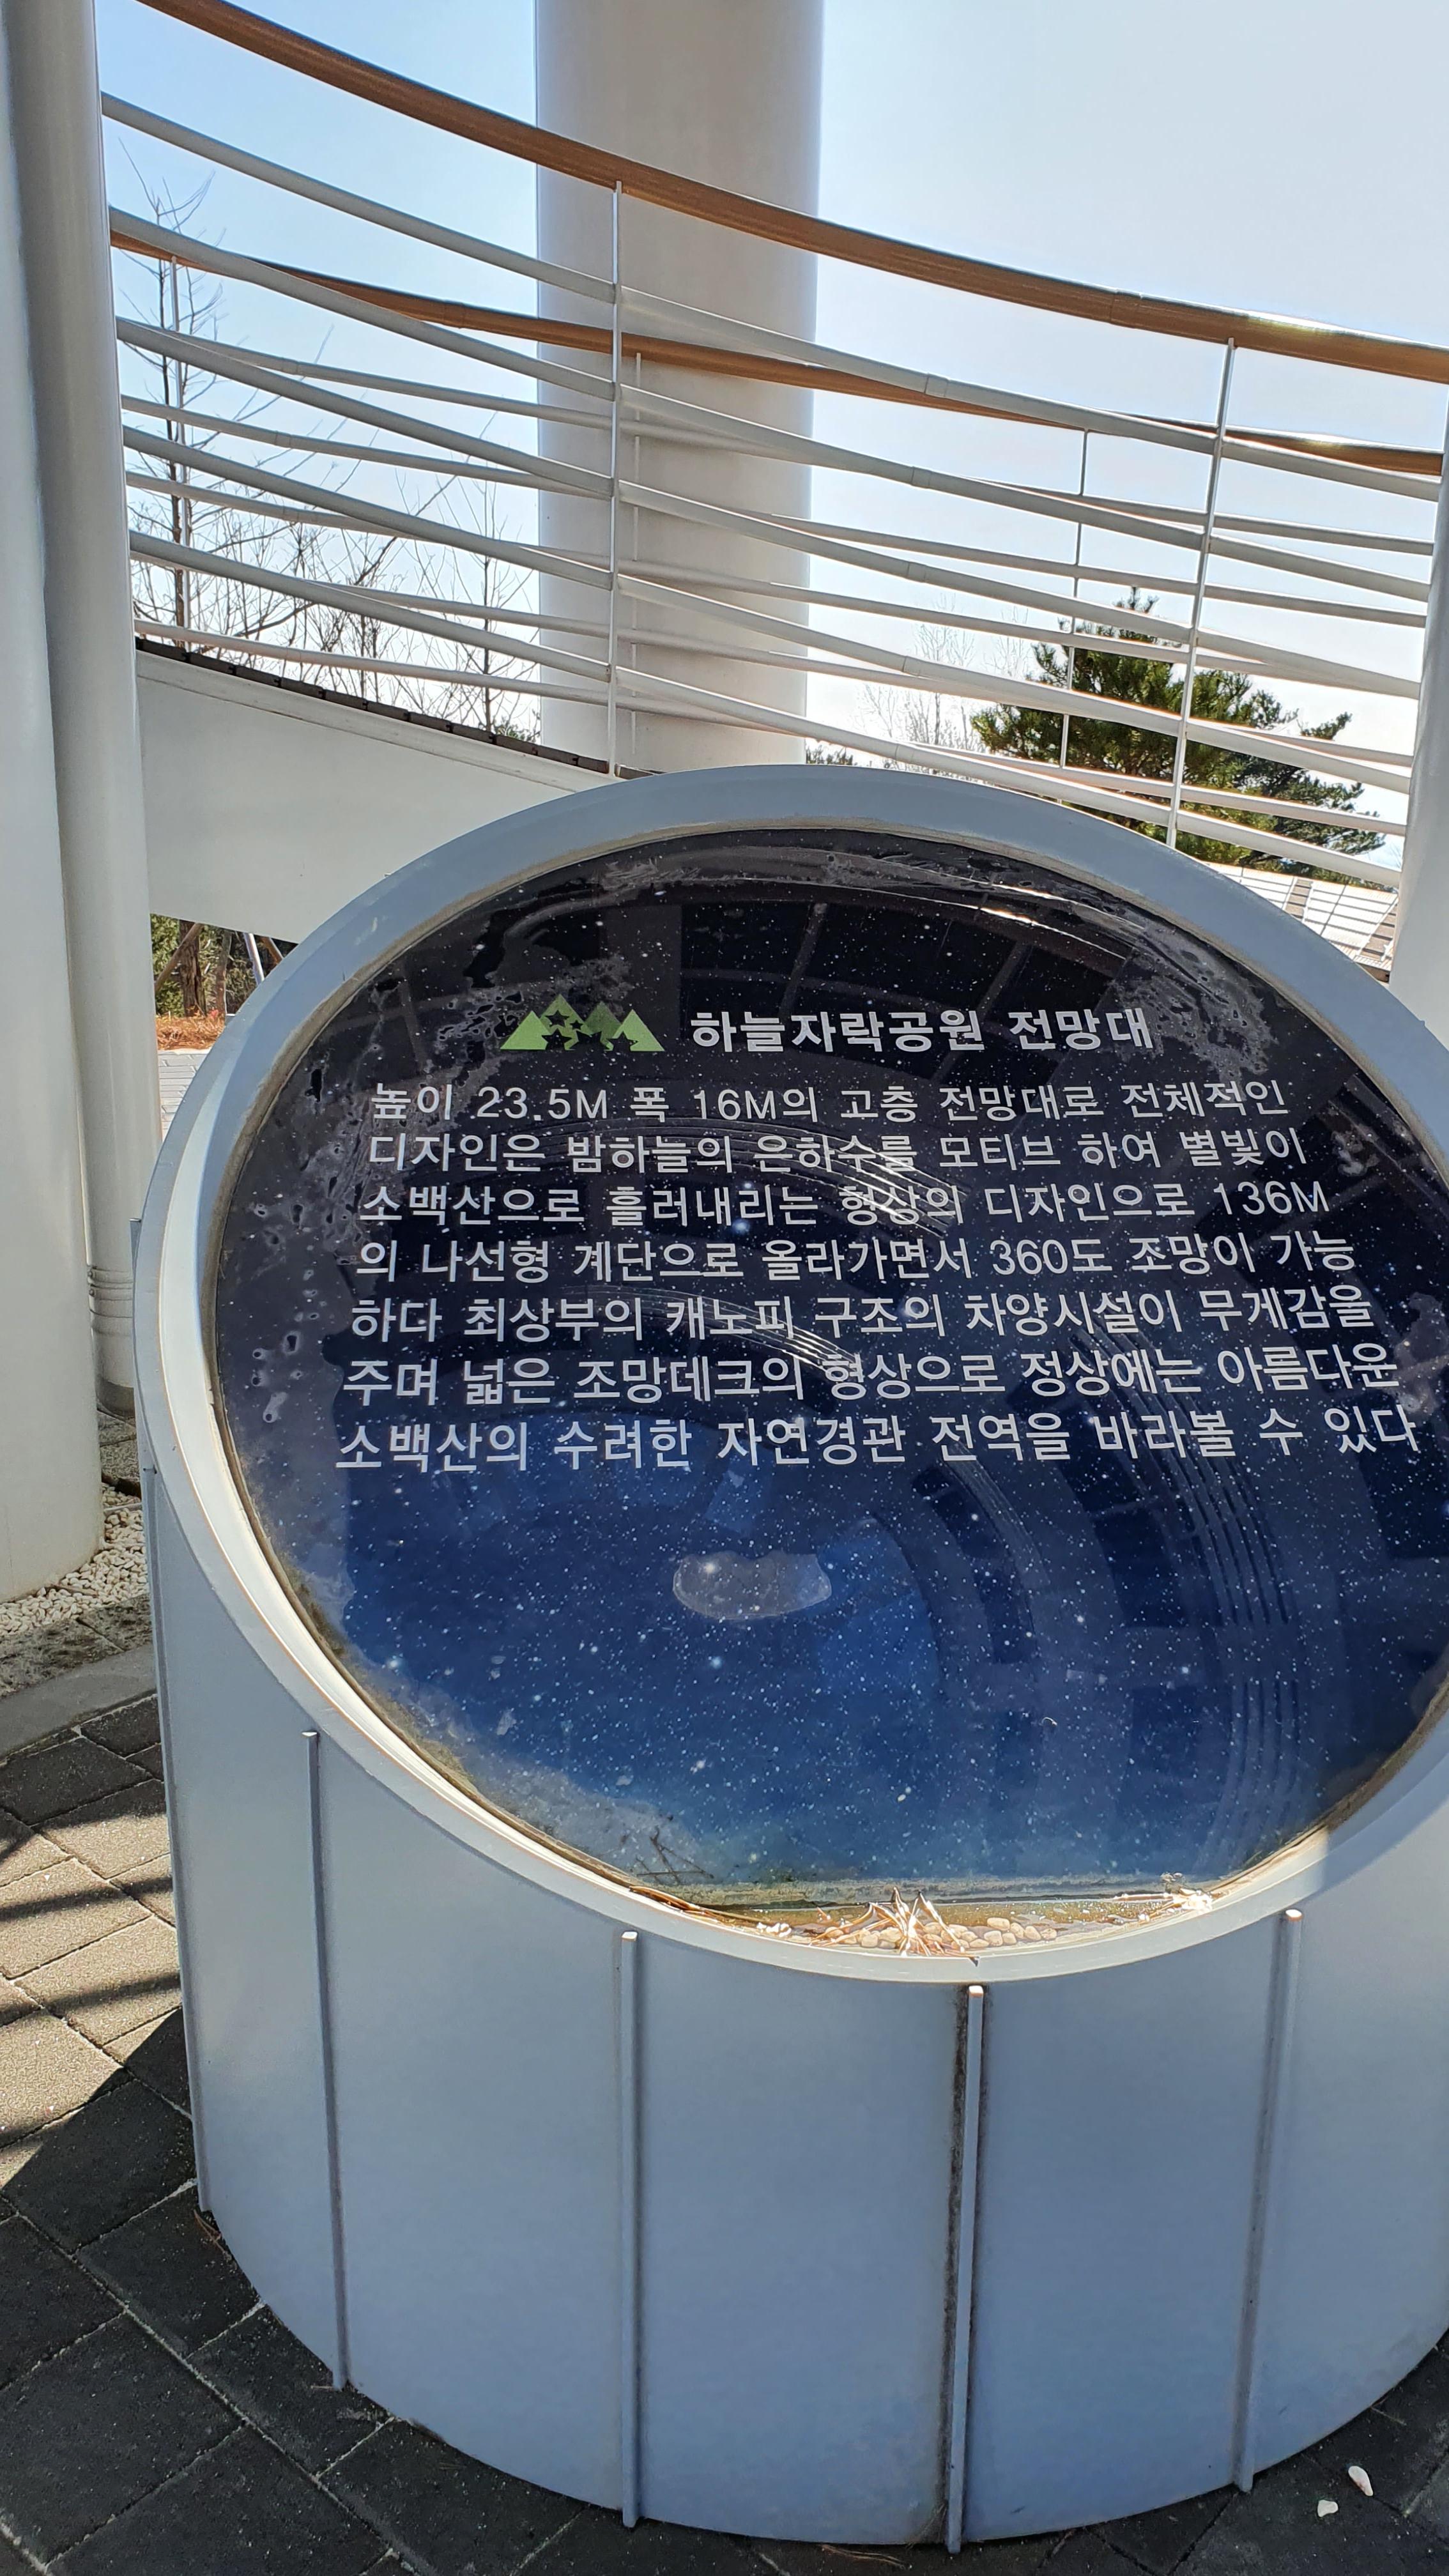 하늘자락공원 전망대
높이 23.5M 폭 16M의 고층 전망대로 전체적인
디자인은 밤하늘의 은하수를 모티브 하여 별빛이
소백산으로 흘러내리는 형상의 디자인으로 136M
의 나선형 계단으로 올라가면서 360도 조망이 가능
하다 최상부의 캐노피 구조의 차양시설이 무게감을
주며 넓은 조망데크의 형상으로 정상에는 아름다운
소백산의 수려한 자연경관 전역을 바라볼 수 있다